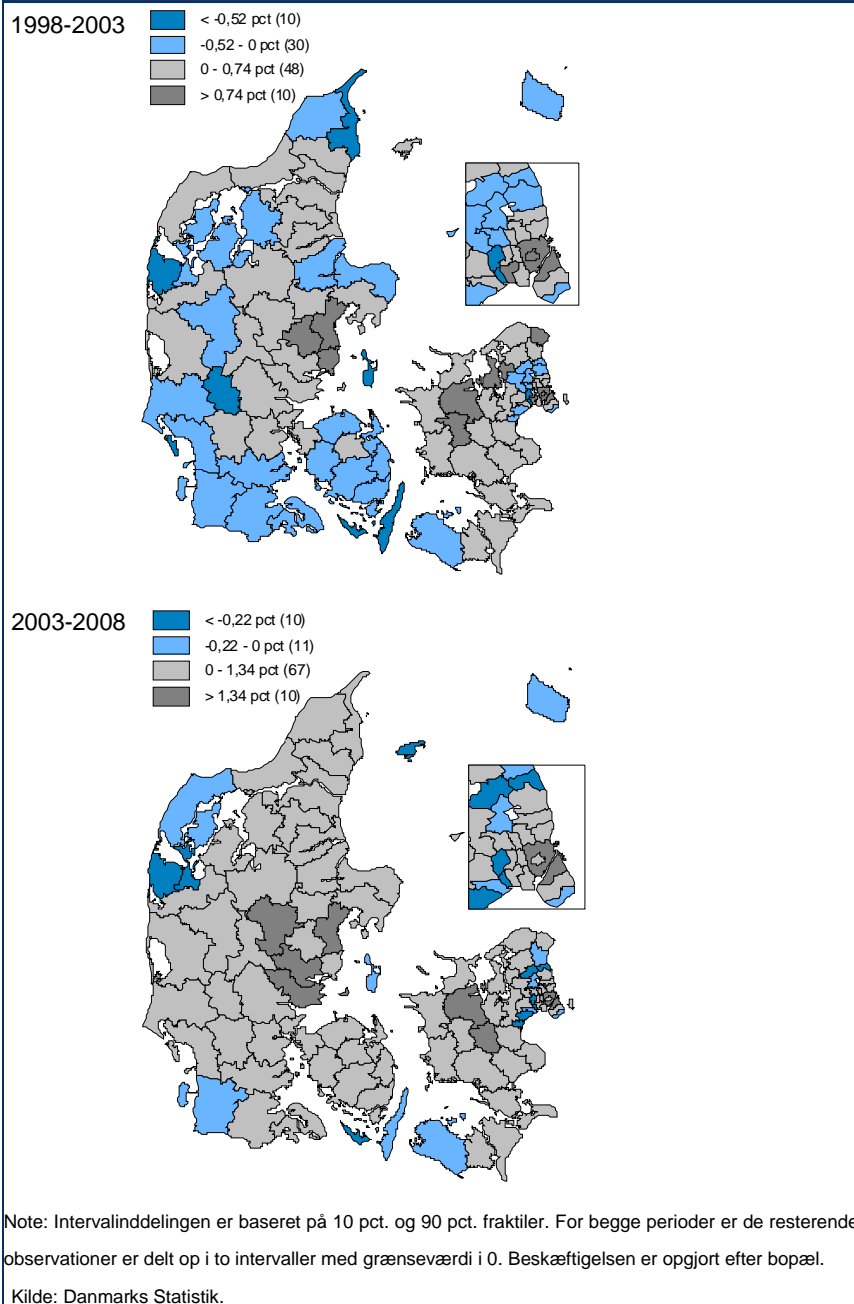 1998-2003
< -0,52 pct (10)
-0,52 - 0 pct (30)
0 - 0,74 pct (48)
> 0,74 pct (10)
2003-2008
< -0,22 pct (10)
-0,22 - 0 pct (11)
0 - 1,34 pct (67)
> 1,34 pct (10)
Note: Intervalinddelingen er baseret på 10 pct. og 90 pct. fraktiler. For begge perioder er de resterende
observationer er delt op i to intervaller med grænseværdi i 0. Beskæftigelsen er opgjort efter bopæl.
Kilde: Danmarks Statistik.